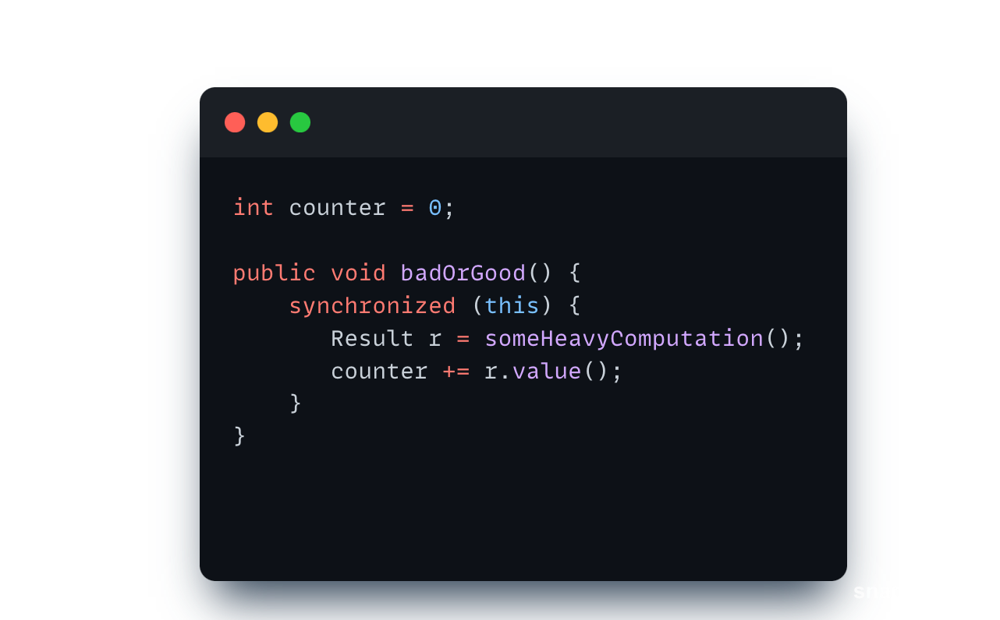 int counter = 0;
public void badOrGood() {
synchronized (this) {
Result r = someHeavyComputation();
counter += r.value();
}
}